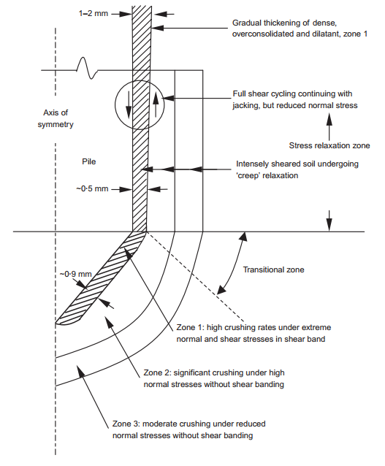 1–2 mm
Gradual thickening of dense,
overconsolidated and dilatant, zone 1
Full shear cycling continuing with
jacking, but reduced normal stress
Axis of
symmetry
Stress relaxation zone
Pile
Intensely sheared soil undergoing
'creep' relaxation
~0·5 mm
Transitional zone
~0·9 mm
Zone 1: high crushing rates under extreme
normal and shear stresses in shear band
Zone 2: significant crushing under high
normal stresses without shear banding
Zone 3: moderate crushing under reduced
normal stresses without shear banding